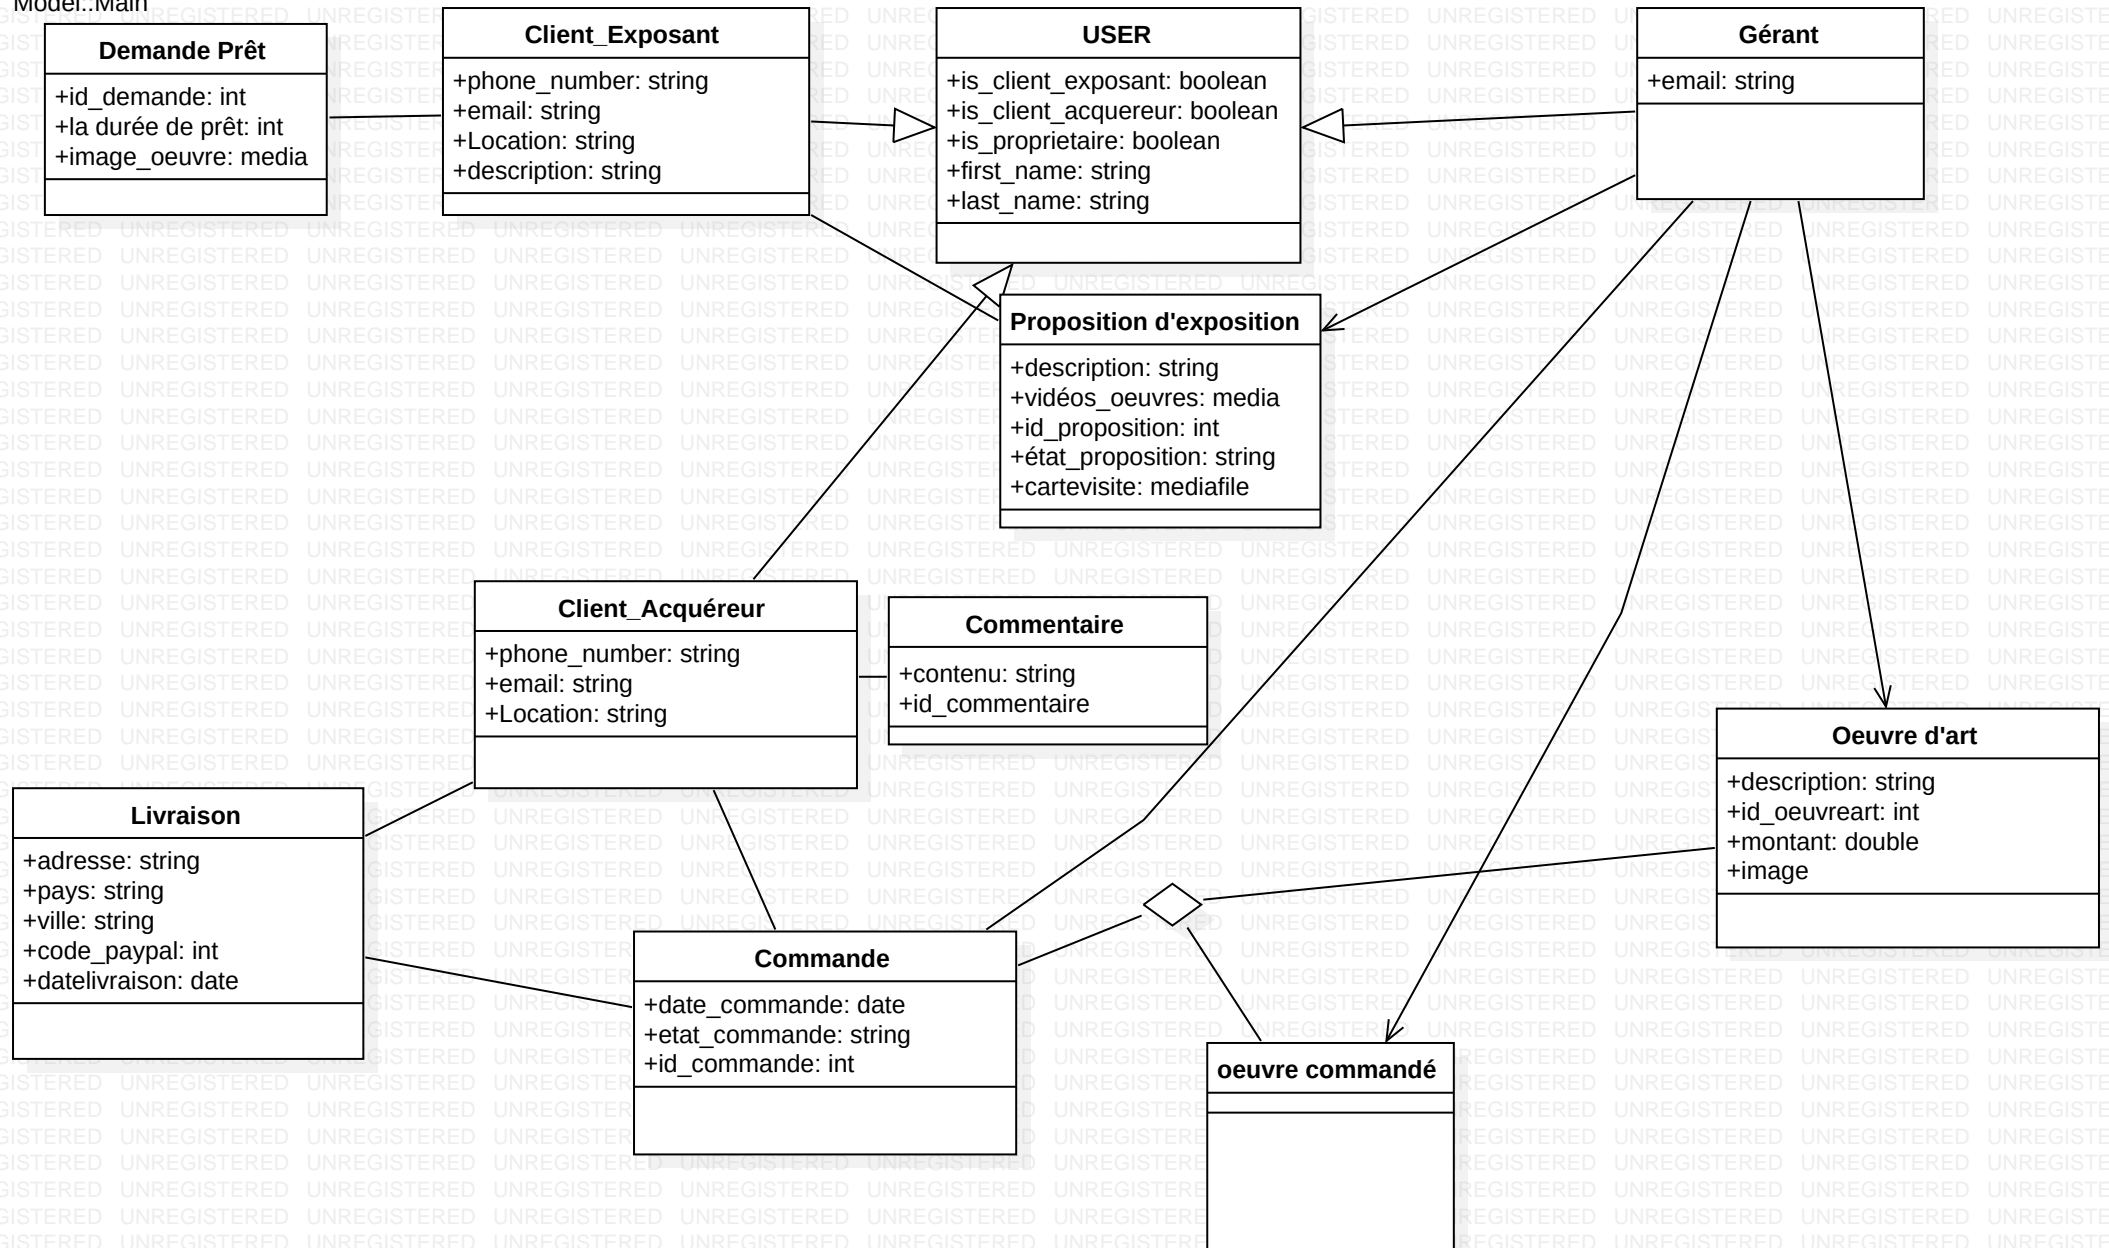 Model::Main
Demande Prêt
+id_demande: int
+la durée de prêt: int
+image_oeuvre: media
Client_Exposant
+phone_number: string
+email: string
+Location: string
+description: string
USER
+is_client_exposant: boolean
+is_client_acquereur: boolean
+is_proprietaire: boolean
+first_name: string
+last_name: string
Gérant
+email: string
Proposition d'exposition
+description: string
+vidéos_oeuvres: media
+id_proposition: int
+état_proposition: string
+cartevisite: mediafile
Client_Acquéreur
+phone_number: string
+email: string
+Location: string
Commentaire
+contenu: string
+id_commentaire
Oeuvre d'art
+description: string
+id_oeuvreart: int
+montant: double
+image
Livraison
+adresse: string
+pays: string
+ville: string
+code_paypal: int
+datelivraison: date
Commande
+date_commande: date
+etat_commande: string
+id_commande: int
oeuvre commandé
UNREGISTERED